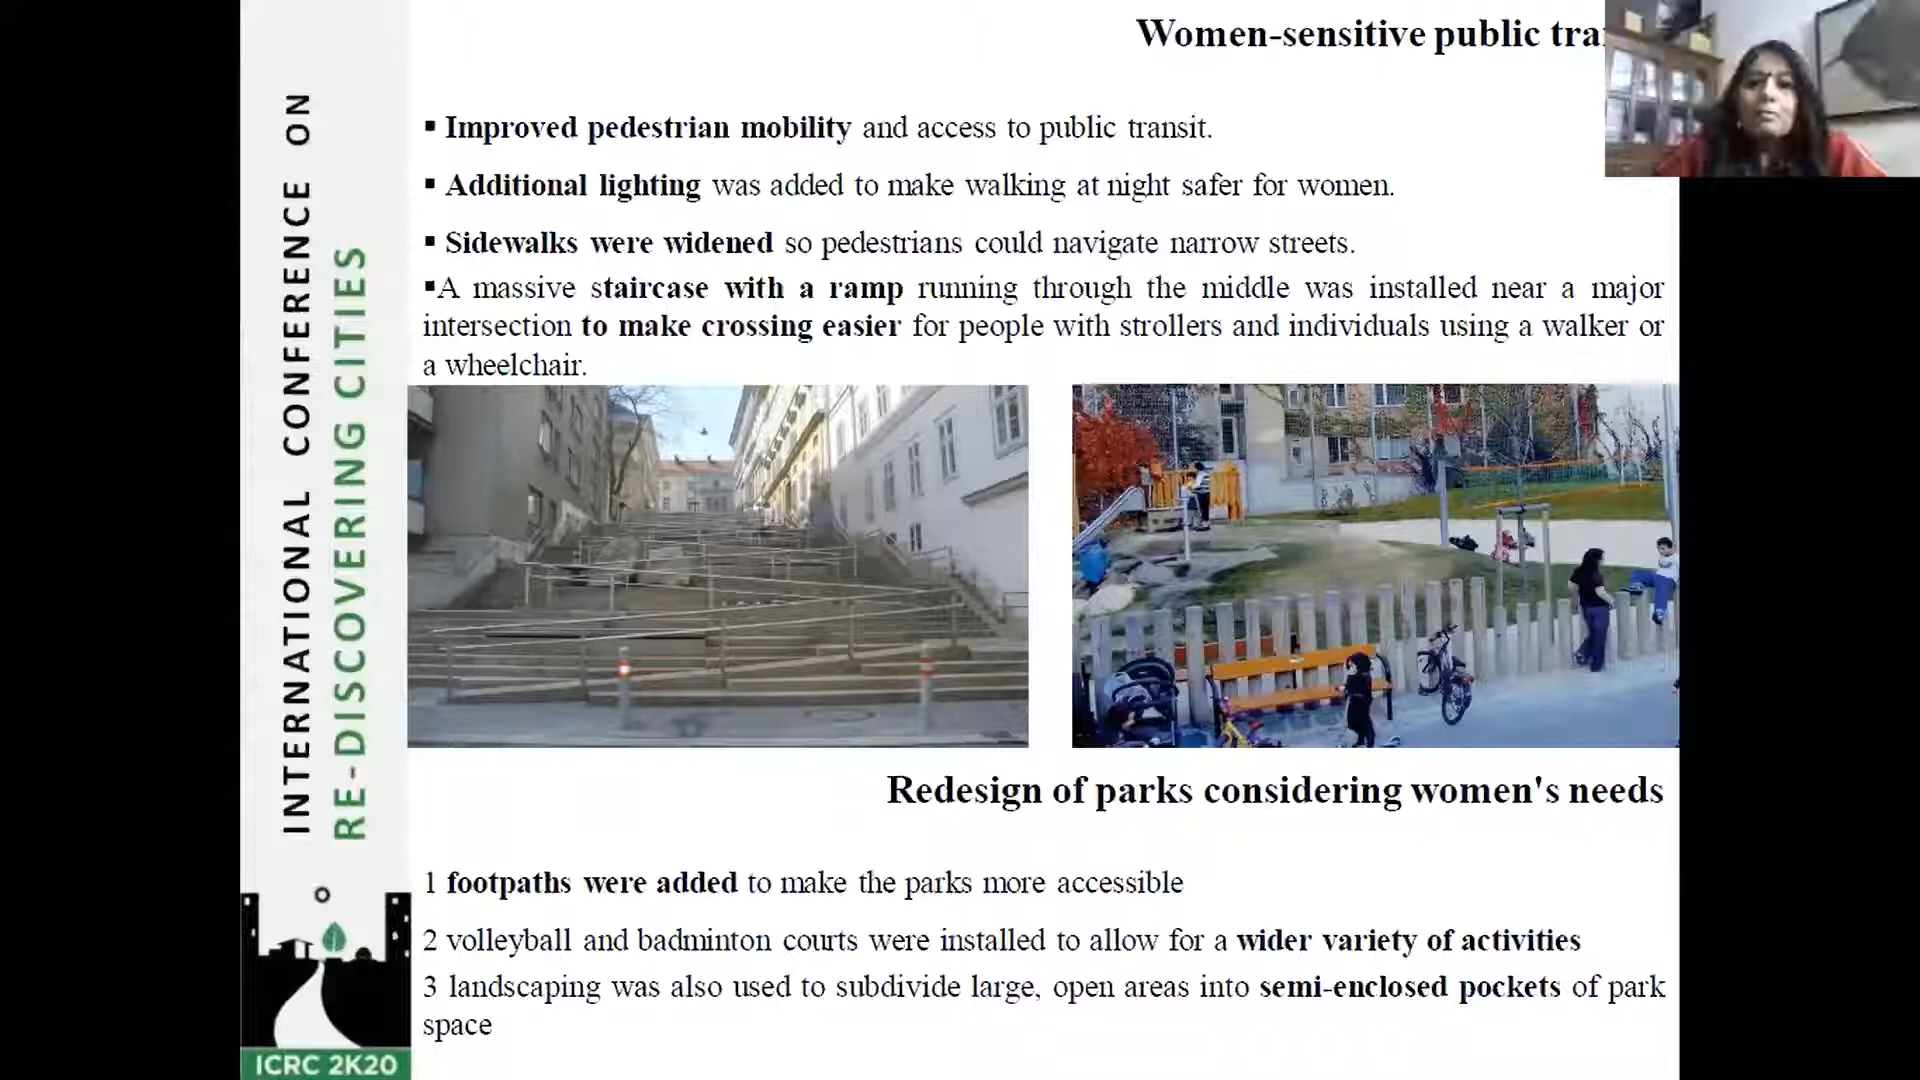 INTERNATIONAL CONFERENCE ON
RE-DISCOVERING CITIES
ICRC 2K20
Women-sensitive public
▪ Improved pedestrian mobility and access to public transit.
▪ Additional lighting was added to make walking at night safer for women.
▪ Sidewalks were widened so pedestrians could navigate narrow streets.
▪A massive staircase with a ramp running through the middle was installed near a major
intersection to make crossing easier for people with strollers and individuals using a walker or
a wheelchair.
Redesign of parks considering women's needs
1 footpaths were added to make the parks more accessible
2 volleyball and badminton courts were installed to allow for a wider variety of activities
3 landscaping was also used to subdivide large, open areas into semi-enclosed pockets of park
space